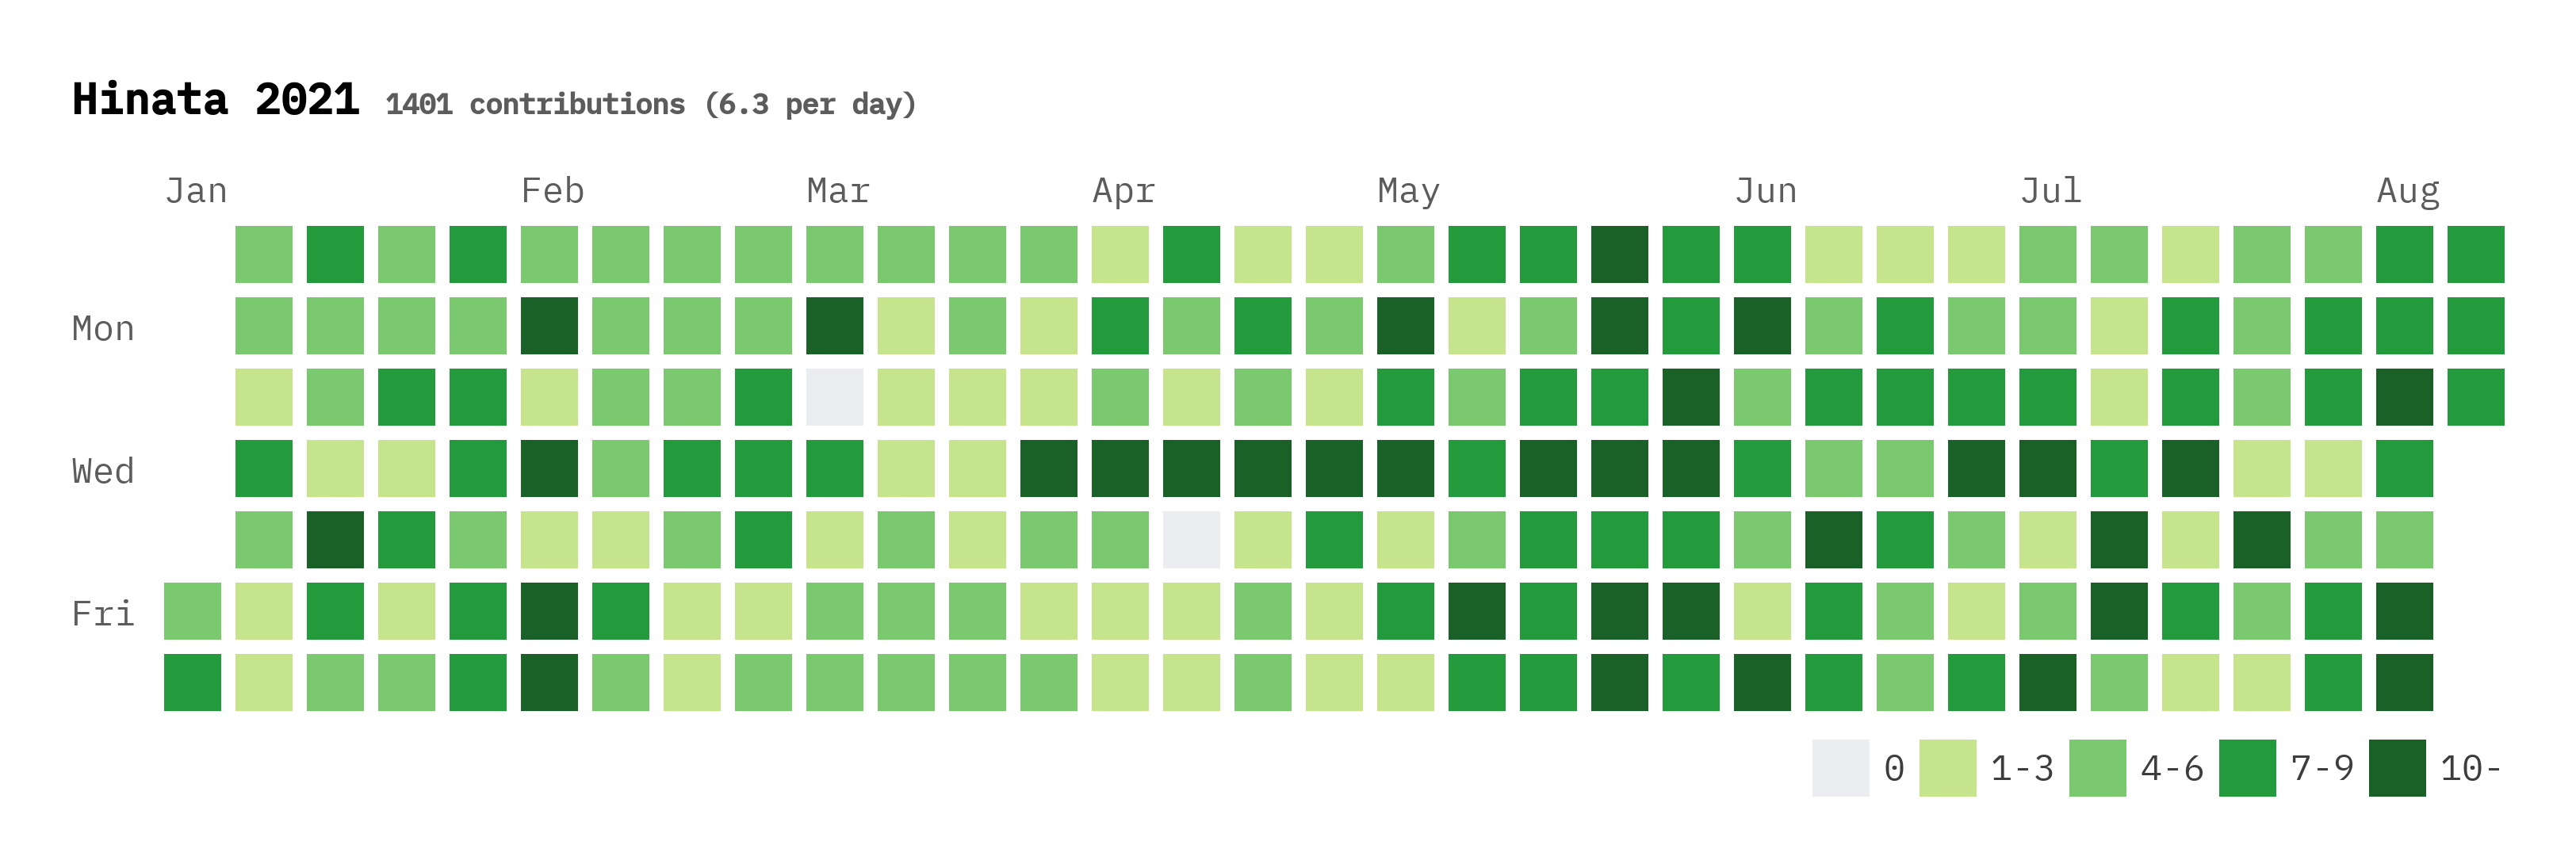 Hinata 2021 1401 contributions (6.3 per day)
Jan Feb Mar Apr May Jun Jul Aug
Mon
Wed
Fri
0 1-3 4-6 7-9 10-